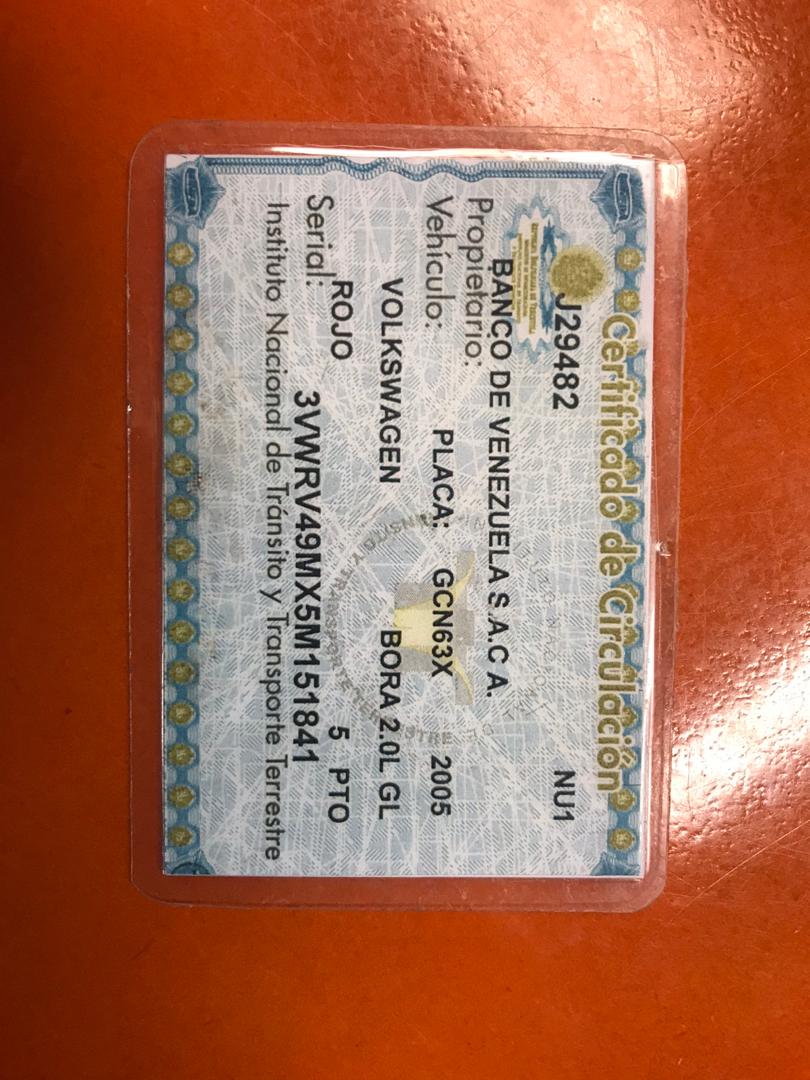 Certificado de Circulación
J29482 NU1
BANCO DE VENEZUELA S.A.C A.
Propietario:
Vehículo: PLACA: GCN63X 2005
VOLKSWAGEN BORA 2.0L GL
ROJO 5 PTO
Serial: 3VWRV49MX5M151841
Instituto Nacional de Tránsito y Transporte Terrestre